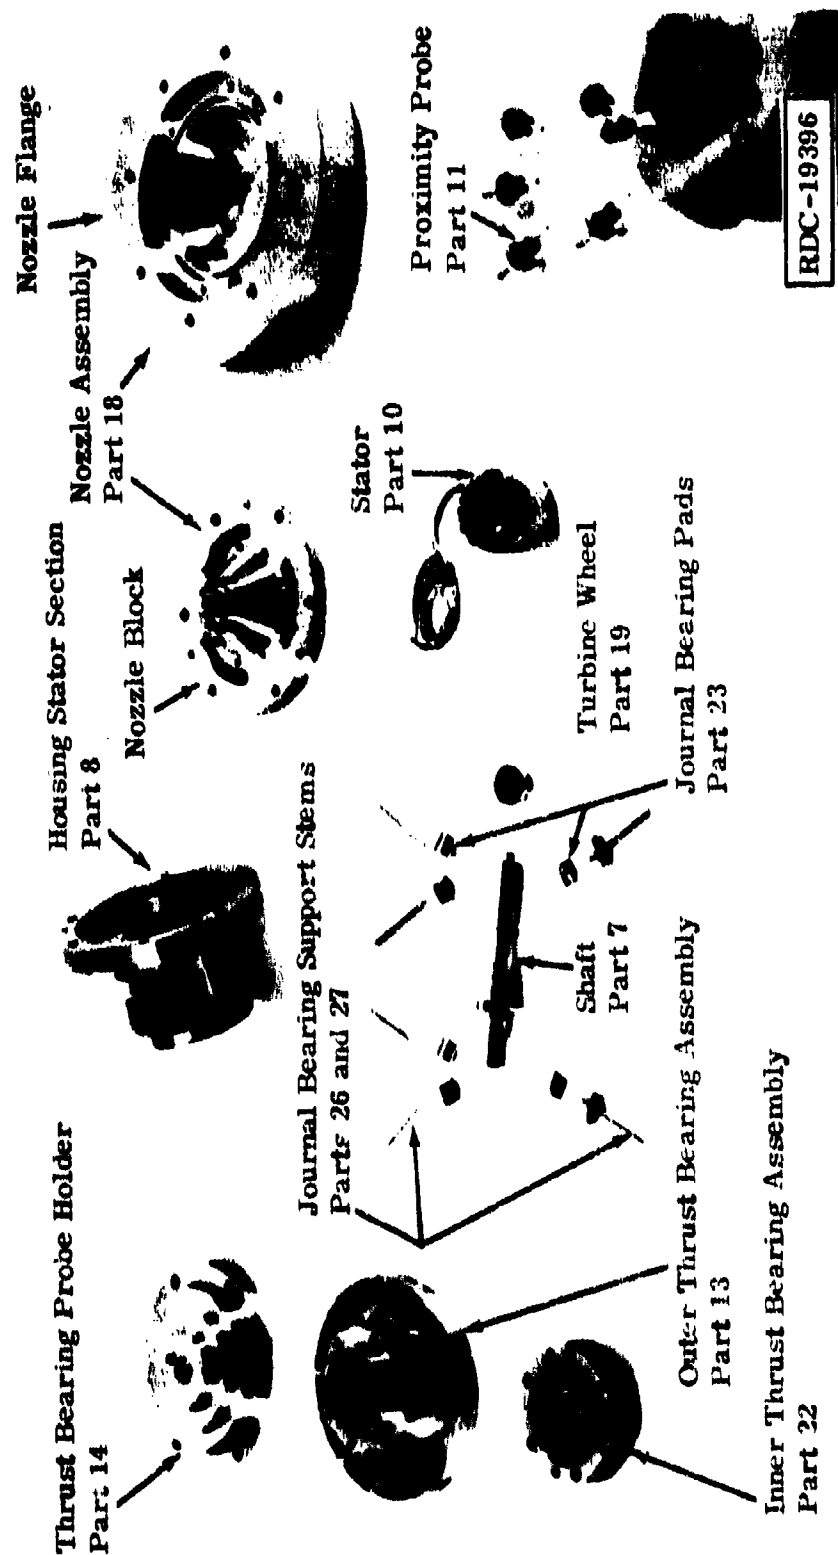 Thrust Bearing Probe Holder
Part 14
Housing Stator Section
Part 8
Nozzle Block
Nozzle Assembly
Part 18
Nozzle Flange
Journal Bearing Support Stems
Parts 26 and 27
Stator
Part 10
Proximity Probe
Part 11
Shaft
Part 7
Turbine Wheel
Part 19
Outer Thrust Bearing Assembly
Part 13
Journal Bearing Pads
Part 23
Inner Thrust Bearing Assembly
Part 22
RDC-19396